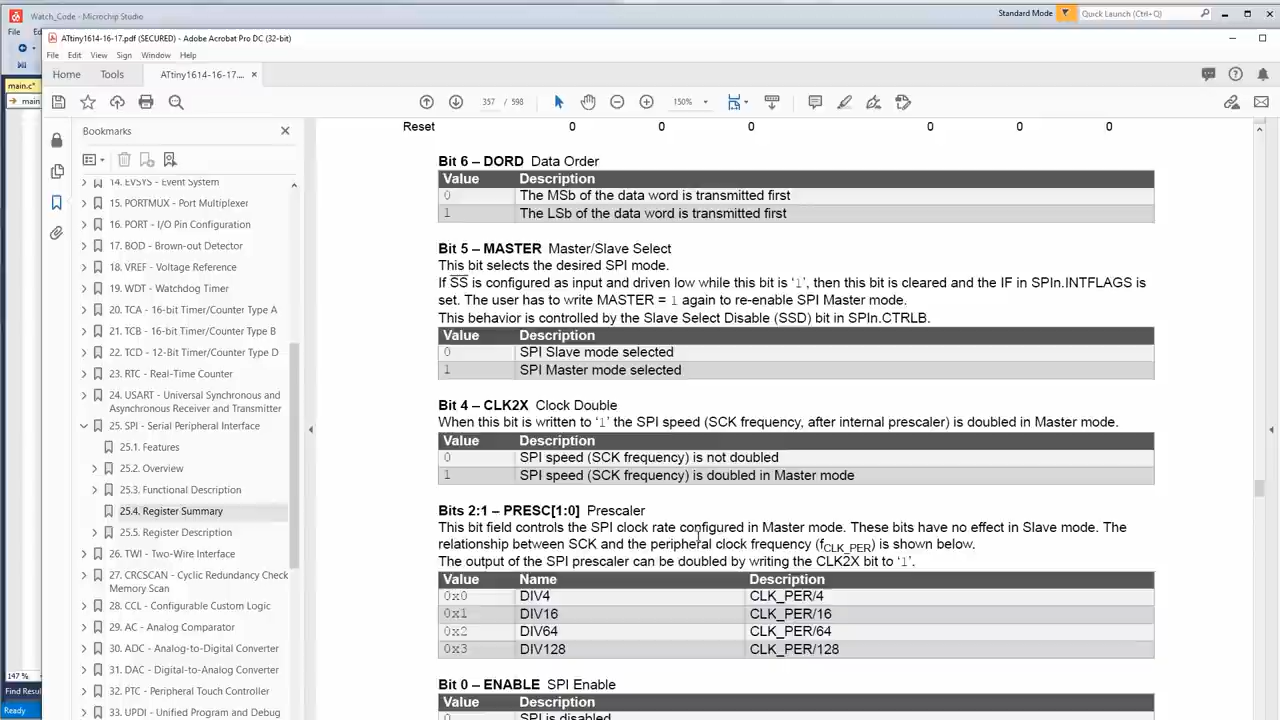 Watch_Code - Microchip Studio
Standard Mode
Quick Launch (Ctrl+Q)
File
ATtiny1614-16-17.pdf (SECURED) - Adobe Acrobat Pro DC (32-bit)
File Edit View Sign Window Help
Home Tools ATtiny1614-16-17.... ×
main.c*
main
357 / 598
150%
Bookmarks
14. EVSYS - Event System
15. PORTMUX - Port Multiplexer
16. PORT - I/O Pin Configuration
17. BOD - Brown-out Detector
18. VREF - Voltage Reference
19. WDT - Watchdog Timer
20. TCA - 16-bit Timer/Counter Type A
21. TCB - 16-bit Timer/Counter Type B
22. TCD - 12-Bit Timer/Counter Type D
23. RTC - Real-Time Counter
24. USART - Universal Synchronous and
Asynchronous Receiver and Transmitter
25. SPI - Serial Peripheral Interface
25.1. Features
25.2. Overview
25.3. Functional Description
25.4. Register Summary
25.5. Register Description
26. TWI - Two-Wire Interface
27. CRCSCAN - Cyclic Redundancy Check
Memory Scan
28. CCL - Configurable Custom Logic
29. AC - Analog Comparator
30. ADC - Analog-to-Digital Converter
31. DAC - Digital-to-Analog Converter
32. PTC - Peripheral Touch Controller
33. UPDI - Unified Program and Debug
147 %
Find Resul
Ready
Reset 0 0 0 0 0 0
Bit 6 – DORD Data Order
Value Description
0 The MSb of the data word is transmitted first
1 The LSb of the data word is transmitted first
Bit 5 – MASTER Master/Slave Select
This bit selects the desired SPI mode.
If SS is configured as input and driven low while this bit is ‘1’, then this bit is cleared and the IF in SPIn.INTFLAGS is
set. The user has to write MASTER = 1 again to re-enable SPI Master mode.
This behavior is controlled by the Slave Select Disable (SSD) bit in SPIn.CTRLB.
Value Description
0 SPI Slave mode selected
1 SPI Master mode selected
Bit 4 – CLK2X Clock Double
When this bit is written to ‘1’ the SPI speed (SCK frequency, after internal prescaler) is doubled in Master mode.
Value Description
0 SPI speed (SCK frequency) is not doubled
1 SPI speed (SCK frequency) is doubled in Master mode
Bits 2:1 – PRESC[1:0] Prescaler
This bit field controls the SPI clock rate configured in Master mode. These bits have no effect in Slave mode. The
relationship between SCK and the peripheral clock frequency (fCLK_PER) is shown below.
The output of the SPI prescaler can be doubled by writing the CLK2X bit to ‘1’.
Value Name Description
0x0 DIV4 CLK_PER/4
0x1 DIV16 CLK_PER/16
0x2 DIV64 CLK_PER/64
0x3 DIV128 CLK_PER/128
Bit 0 – ENABLE SPI Enable
Value Description
0 SPI is disabled